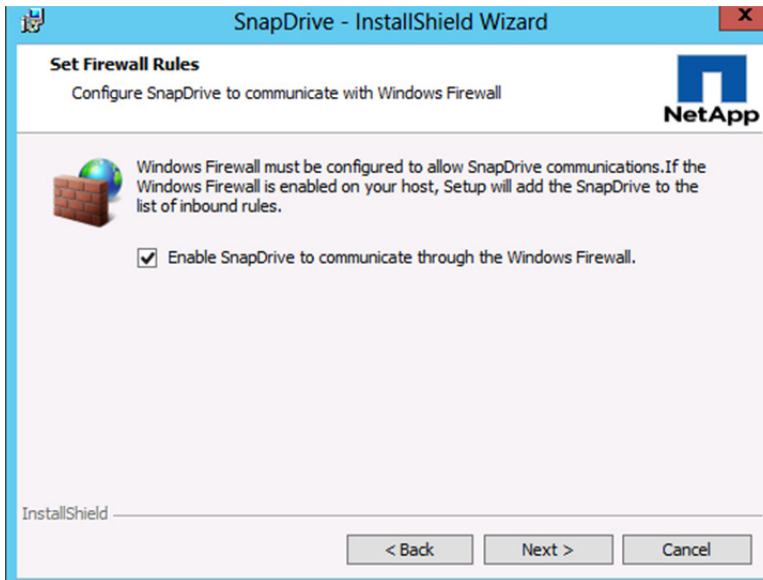 SnapDrive - InstallShield Wizard
x
Set Firewall Rules
Configure SnapDrive to communicate with Windows Firewall
NetApp
Windows Firewall must be configured to allow SnapDrive communications.If the
Windows Firewall is enabled on your host, Setup will add the SnapDrive to the
list of inbound rules.
Enable SnapDrive to communicate through the Windows Firewall.
InstallShield
< Back
Next >
Cancel